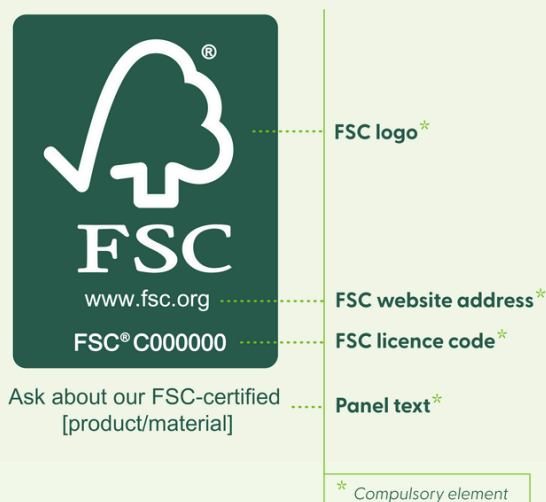 ®
FSC logo*
FSC
www.fsc.org
FSC website address*
FSC® C000000
FSC licence code*
Ask about our FSC-certified
[product/material]
Panel text*
* Compulsory element